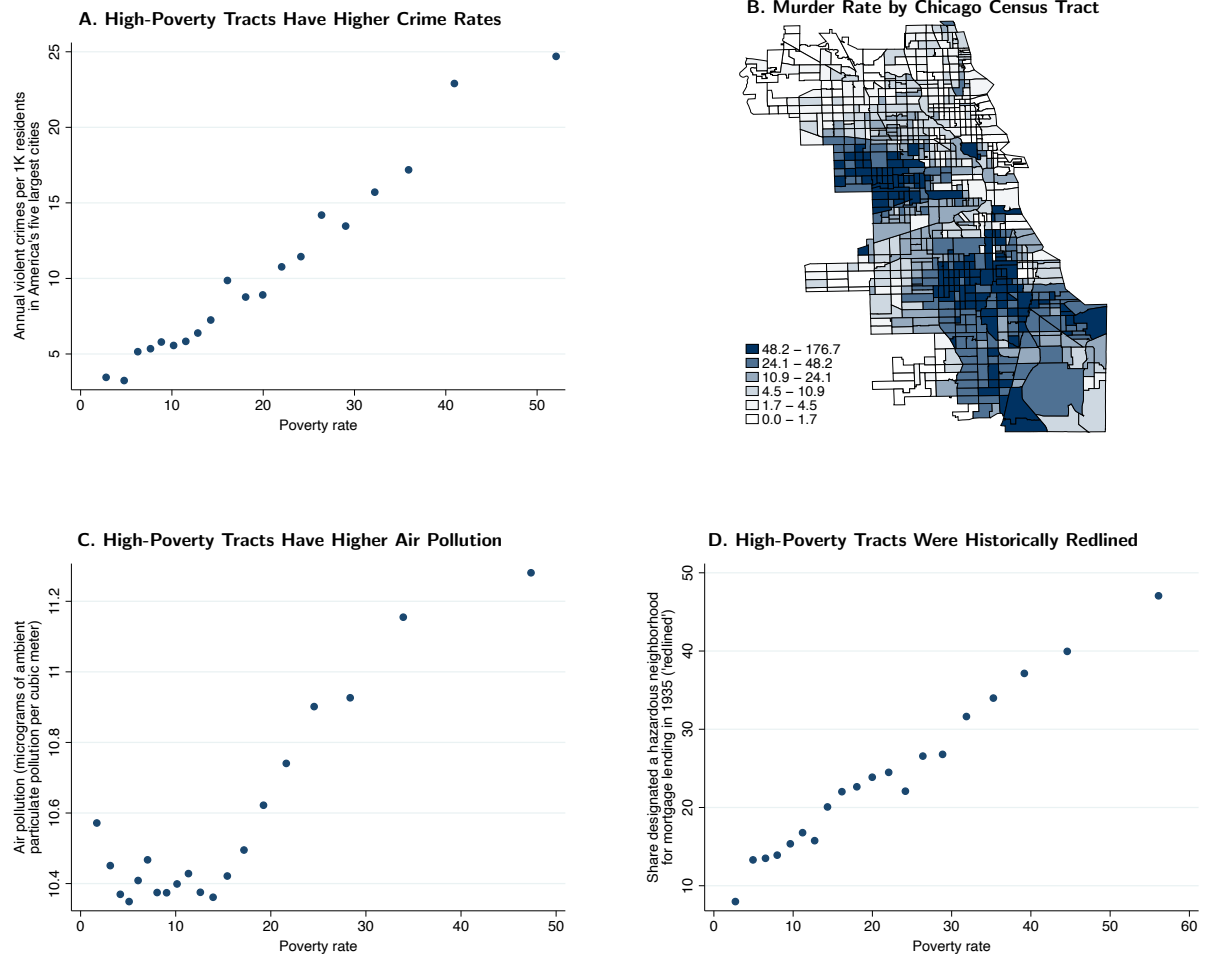 A. High-Poverty Tracts Have Higher Crime Rates
Annual violent crimes per 1K residents
in America's five largest cities
25
20
15
10
5
0 10 20 30 40 50
Poverty rate
B. Murder Rate by Chicago Census Tract
48.2 – 176.7
24.1 – 48.2
10.9 – 24.1
4.5 – 10.9
1.7 – 4.5
0.0 – 1.7
C. High-Poverty Tracts Have Higher Air Pollution
Air pollution (micrograms of ambient
particulate pollution per cubic meter)
11.2
11
10.8
10.6
10.4
0 10 20 30 40 50
Poverty rate
D. High-Poverty Tracts Were Historically Redlined
Share designated a hazardous neighborhood
for mortgage lending in 1935 ('redlined')
50
40
30
20
10
0 10 20 30 40 50 60
Poverty rate